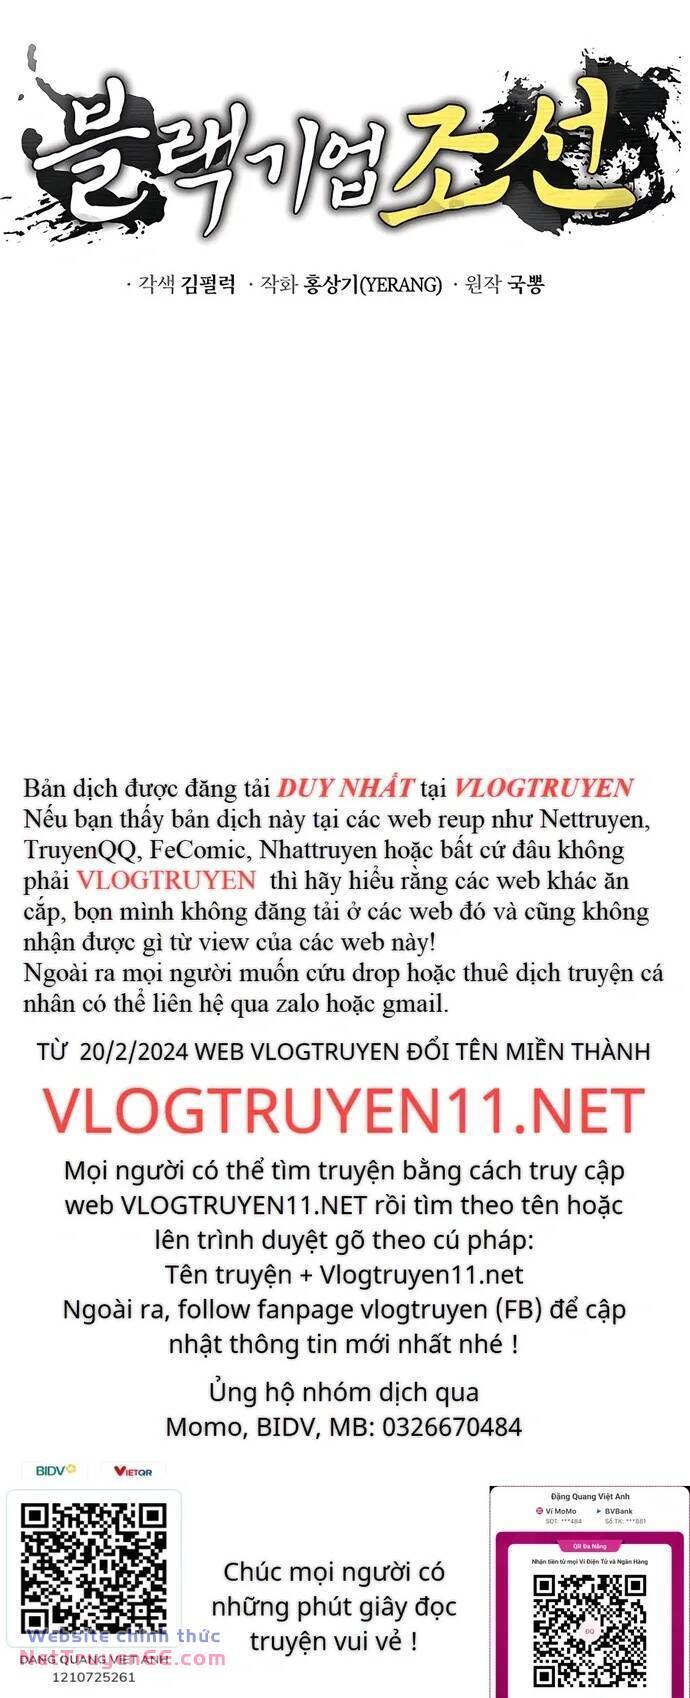 블랙기업조선
· 각색 김펄럭 · 작화 홍상기(YERANG) · 원작 국뽕
Bản dịch được đăng tải DUY NHẤT tại VLOGTRUYEN
Nếu bạn thấy bản dịch này tại các web reup như Nettruyen,
TruyenQQ, FeComic, Nhattruyen hoặc bất cứ đâu không
phải VLOGTRUYEN thì hãy hiểu rằng các web khác ăn
cắp, bọn mình không đăng tải ở các web đó và cũng không
nhận được gì từ view của các web này!
Ngoài ra mọi người muốn cứu drop hoặc thuê dịch truyện cá
nhân có thể liên hệ qua zalo hoặc gmail.
TỪ 20/2/2024 WEB VLOGTRUYEN ĐỔI TÊN MIỀN THÀNH
VLOGTRUYEN11.NET
Mọi người có thể tìm truyện bằng cách truy cập
web VLOGTRUYEN11.NET rồi tìm theo tên hoặc
lên trình duyệt gõ theo cú pháp:
Tên truyện + Vlogtruyen11.net
Ngoài ra, follow fanpage vlogtruyen (FB) để cập
nhật thông tin mới nhất nhé !
Ủng hộ nhóm dịch qua
Momo, BIDV, MB: 0326670484
BIDV VIETQR
Đặng Quang Việt Anh
Ví MoMo BVBank
SĐT: ***484 Số TK: ***881
QR Đa Năng
Nhận tiền từ mọi Ví Điện Tử và Ngân Hàng
Chúc mọi người có
những phút giây đọc
truyện vui vẻ !
Website chính thức
NetTruyenGG.com
DANG QUANG VIET ANH
1210725261